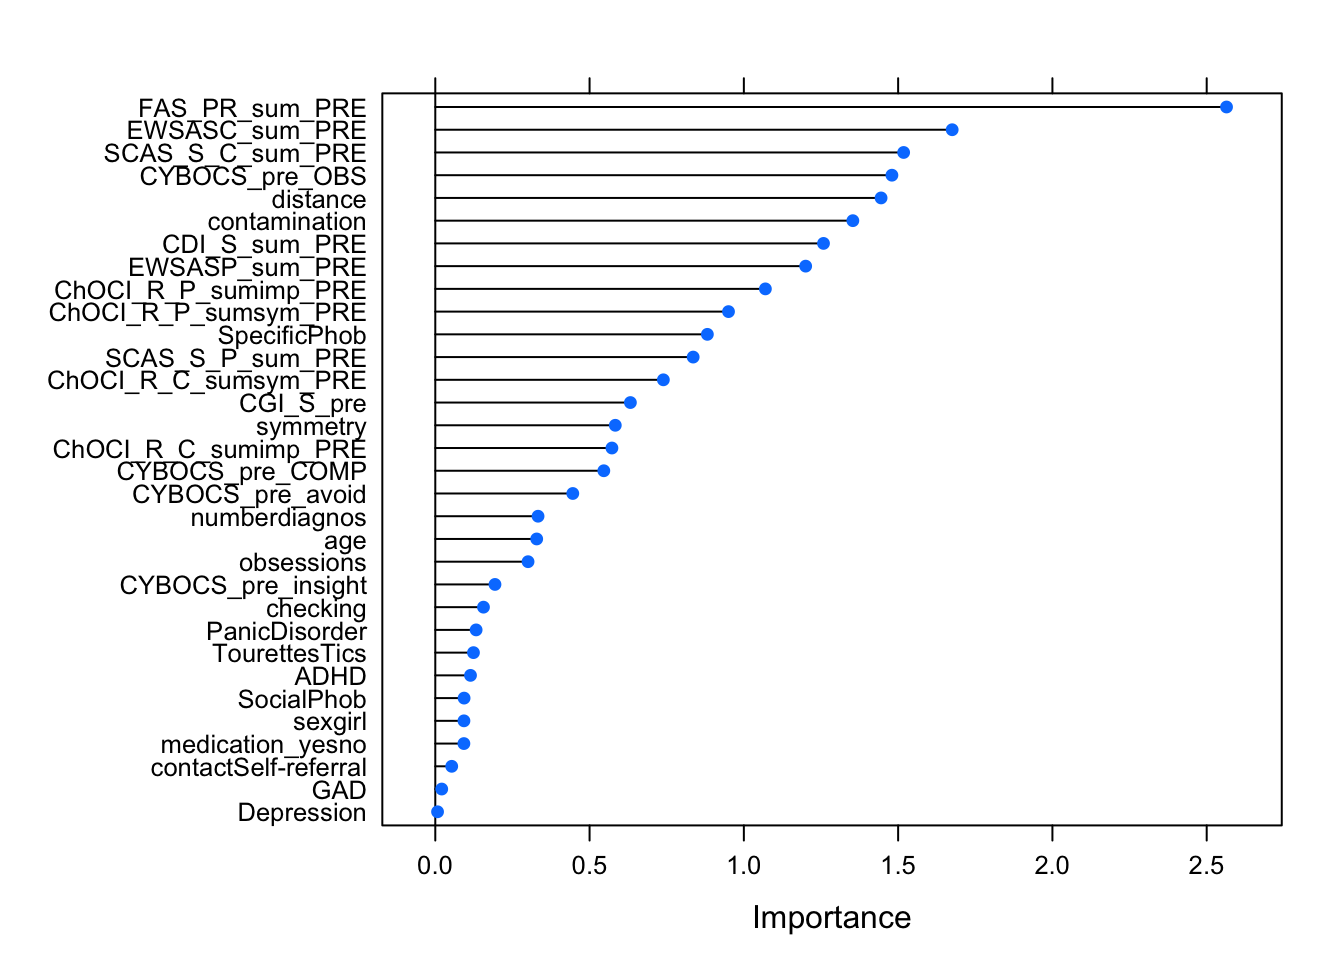 FAS_PR_sum_PRE
EWSASC_sum_PRE
SCAS_S_C_sum_PRE
CYBOCS_pre_OBS
distance
contamination
CDI_S_sum_PRE
EWSASP_sum_PRE
ChOCI_R_P_sumimp_PRE
ChOCI_R_P_sumsym_PRE
SpecificPhob
SCAS_S_P_sum_PRE
ChOCI_R_C_sumsym_PRE
CGI_S_pre
symmetry
ChOCI_R_C_sumimp_PRE
CYBOCS_pre_COMP
CYBOCS_pre_avoid
numberdiagnos
age
obsessions
CYBOCS_pre_insight
checking
PanicDisorder
TourettesTics
ADHD
SocialPhob
sexgirl
medication_yesno
contactSelf-referral
GAD
Depression
0.0 0.5 1.0 1.5 2.0 2.5
Importance